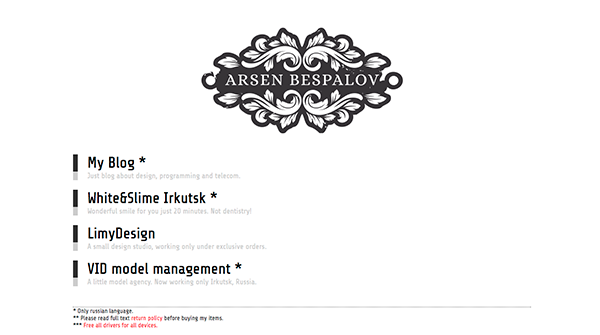 ARSEN BESPALOV
My Blog *
Just blog about design, programming and telecom.
White&Slime Irkutsk *
Wonderful smile for you just 20 minutes. Not dentistry!
LimyDesign
A small design studio, working only under exclusive orders.
VID model management *
A little model agency. Now working only Irkutsk, Russia.
* Only russian language.
** Please read full text return policy before buying my items.
*** Free all drivers for all devices.